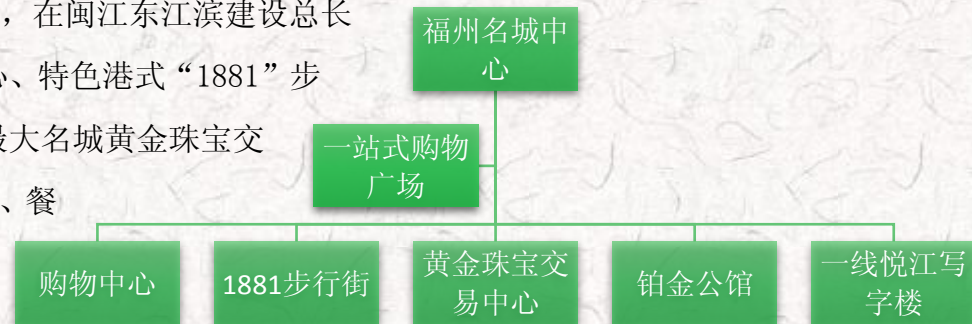 ，在闽江东江滨建设总长
心、特色港式“1881”步
最大名城黄金珠宝交
、餐
福州名城中
心
一站式购物
广场
购物中心
1881步行街
黄金珠宝交
易中心
铂金公馆
一线悦江写
字楼